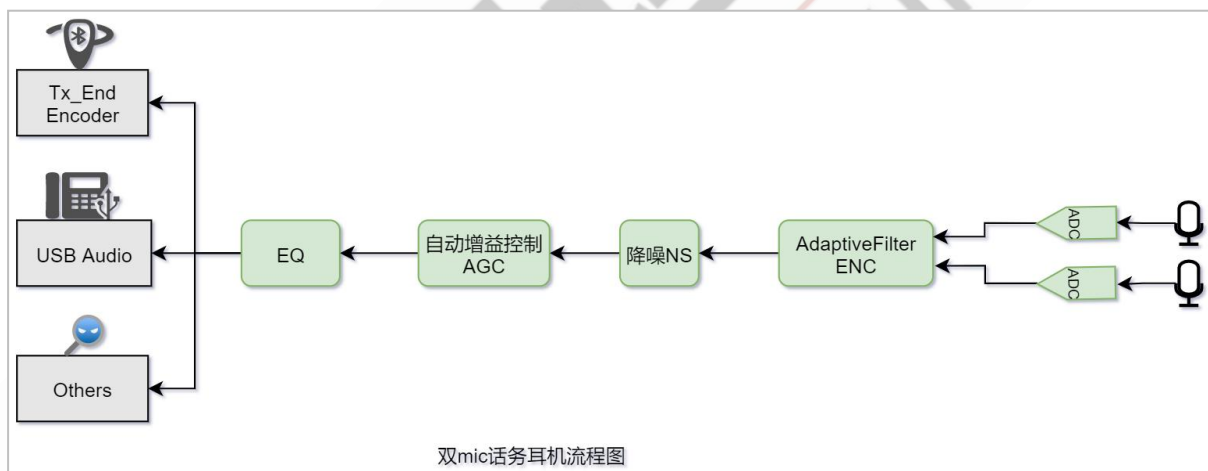 Tx_End
Encoder
USB Audio
EQ
自动增益控制
AGC
降噪NS
AdaptiveFilter
ENC
ADC
ADC
Others
双mic话务耳机流程图